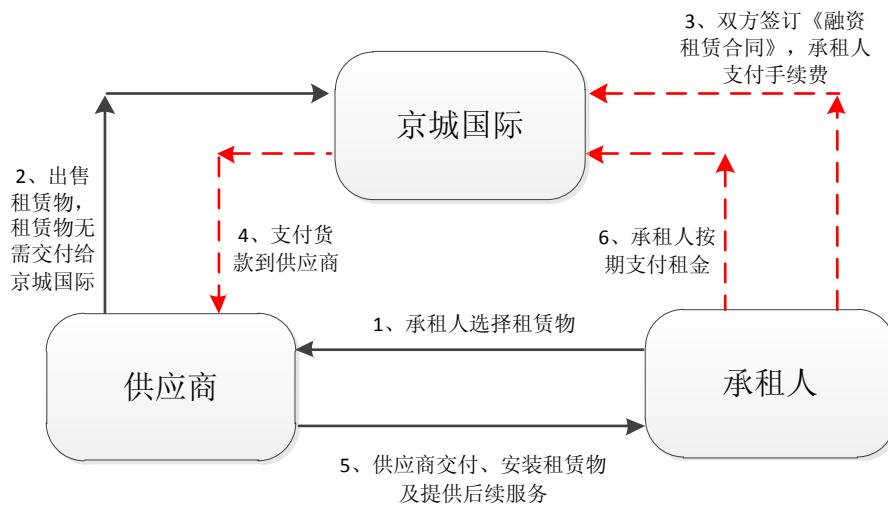 3、双方签订《融资
租赁合同》，承租人
支付手续费
京城国际
2、出售
租赁物，
租赁物无
需交付给
京城国际
4、支付货
款到供应商
6、承租人按
期支付租金
1、承租人选择租赁物
供应商
承租人
5、供应商交付、安装租赁物
及提供后续服务